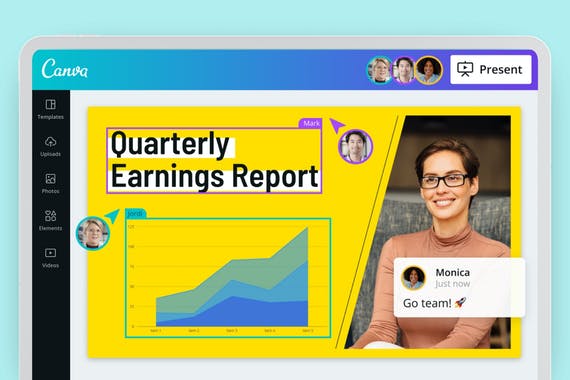 Canva
Present
Templates
Uploads
Photos
Elements
Videos
Mark
Quarterly
Earnings Report
Jordi
Monica
Just now
Go team! 🚀